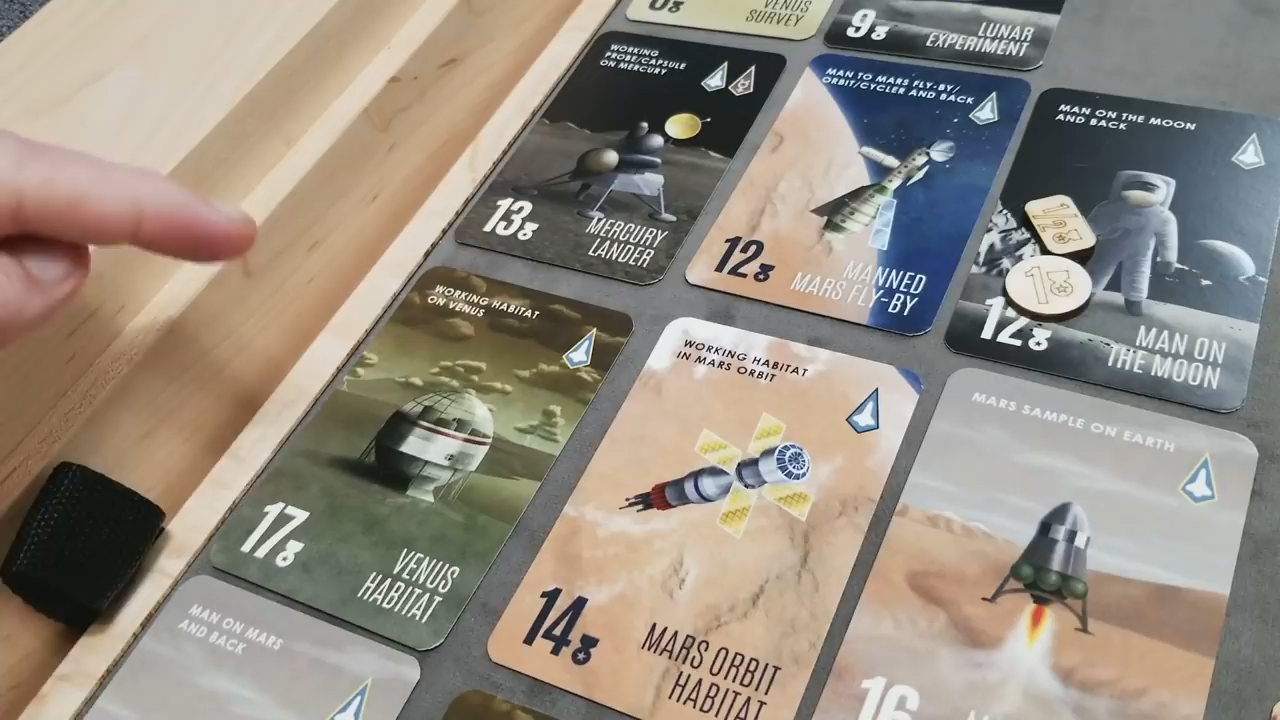 VENUS
SURVEY
9
LUNAR
EXPERIMENT
WORKING
PROBE/CAPSULE
ON MERCURY
13
MERCURY
LANDER
MAN TO MARS FLY-BY/
ORBIT/CYCLER AND BACK
12
MANNED
MARS FLY-BY
MAN ON THE MOON
AND BACK
1/2
1
12
MAN ON
THE MOON
WORKING HABITAT
ON VENUS
17
VENUS
HABITAT
WORKING HABITAT
IN MARS ORBIT
14
MARS ORBIT
HABITAT
MARS SAMPLE ON EARTH
16
MAN ON MARS
AND BACK